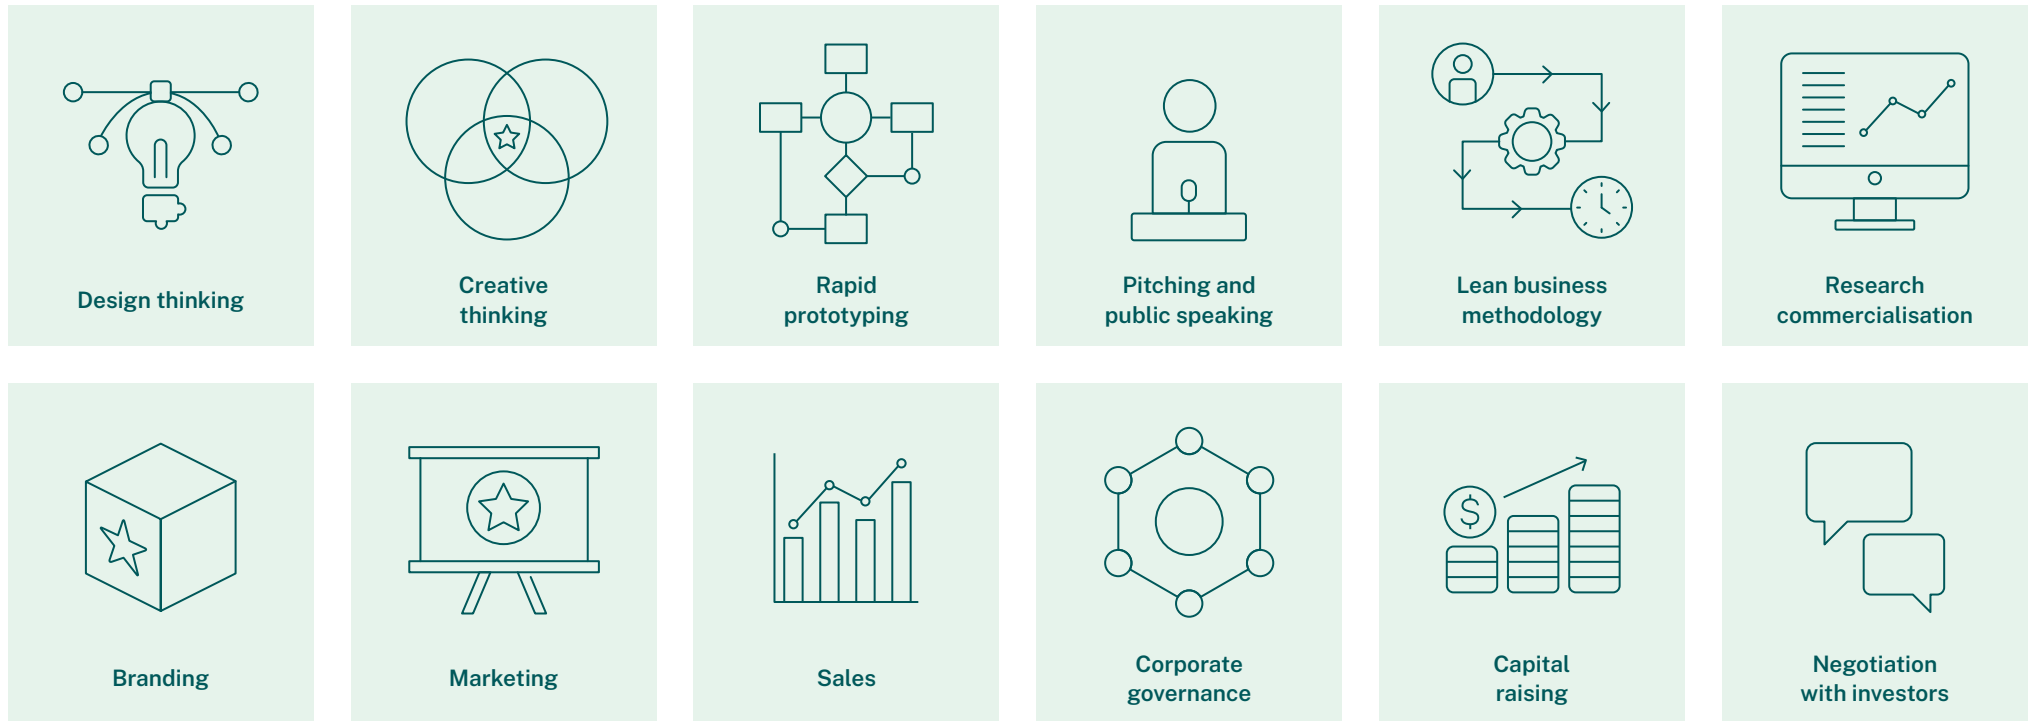 Design thinking
Creative
thinking
Rapid
prototyping
Pitching and
public speaking
Lean business
methodology
Research
commercialisation
Branding
Marketing
Sales
Corporate
governance
$
Capital
raising
Negotiation
with investors